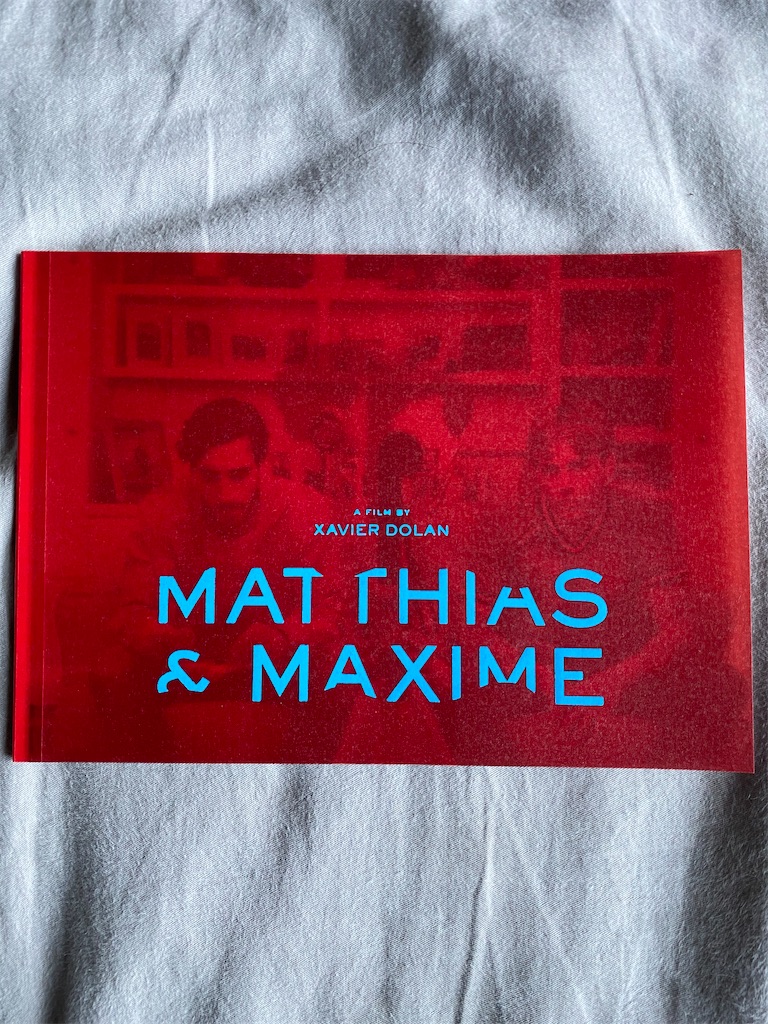 A FILM BY
XAVIER DOLAN
MATTHIAS
& MAXIME